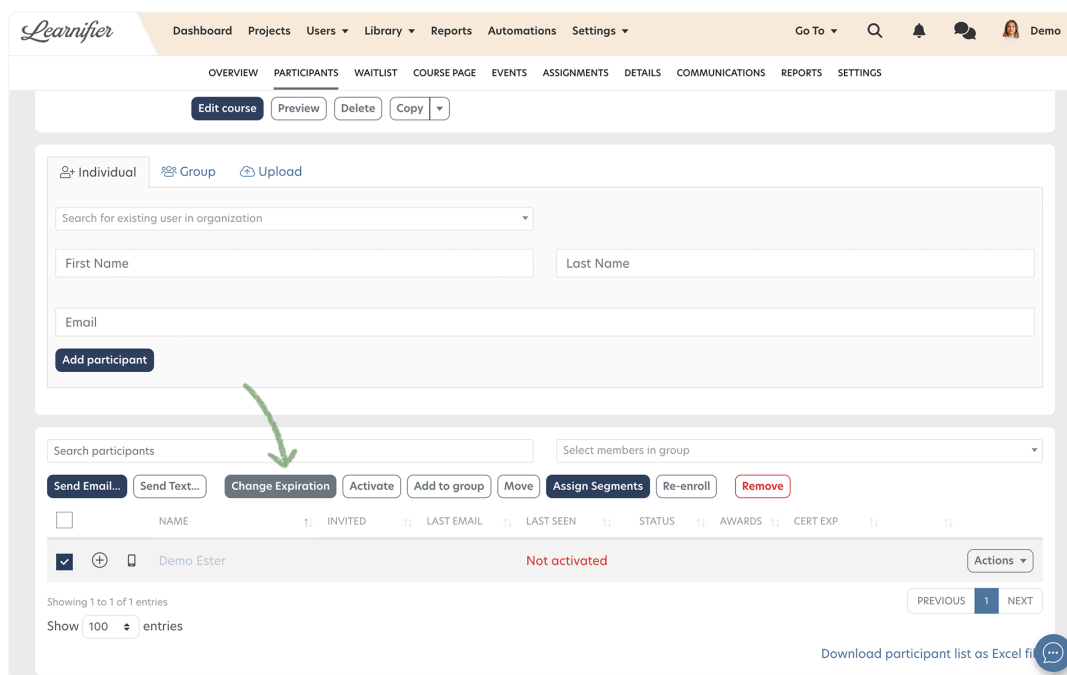 Learnifier Dashboard Projects Users Library Reports Automations Settings Go To Demo
OVERVIEW PARTICIPANTS WAITLIST COURSE PAGE EVENTS ASSIGNMENTS DETAILS COMMUNICATIONS REPORTS SETTINGS
Edit course Preview Delete Copy
Individual Group Upload
Search for existing user in organization
First Name Last Name
Email
Add participant
Search participants Select members in group
Send Email... Send Text... Change Expiration Activate Add to group Move Assign Segments Re-enroll Remove
NAME INVITED LAST EMAIL LAST SEEN STATUS AWARDS CERT EXP
Demo Ester Not activated Actions
Showing 1 to 1 of 1 entries PREVIOUS 1 NEXT
Show 100 entries
Download participant list as Excel fi